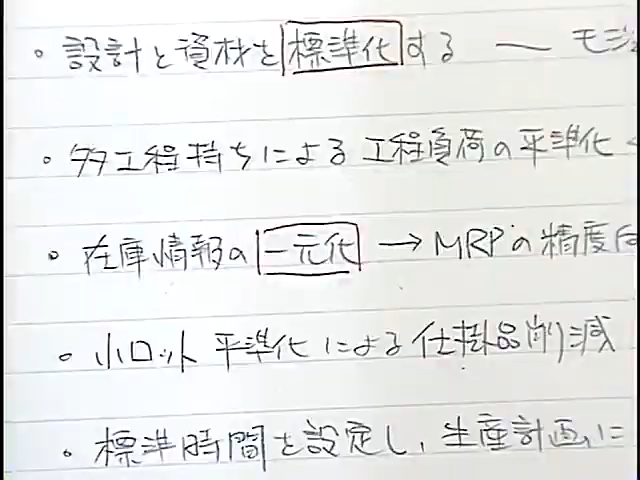 ・設計と資材を標準化する ― モジ
・多工程持ちによる工程負荷の平準化
・在庫情報の一元化 → MRPの精度向
・小ロット平準化による仕掛品削減
・標準時間を設定し、生産計画に